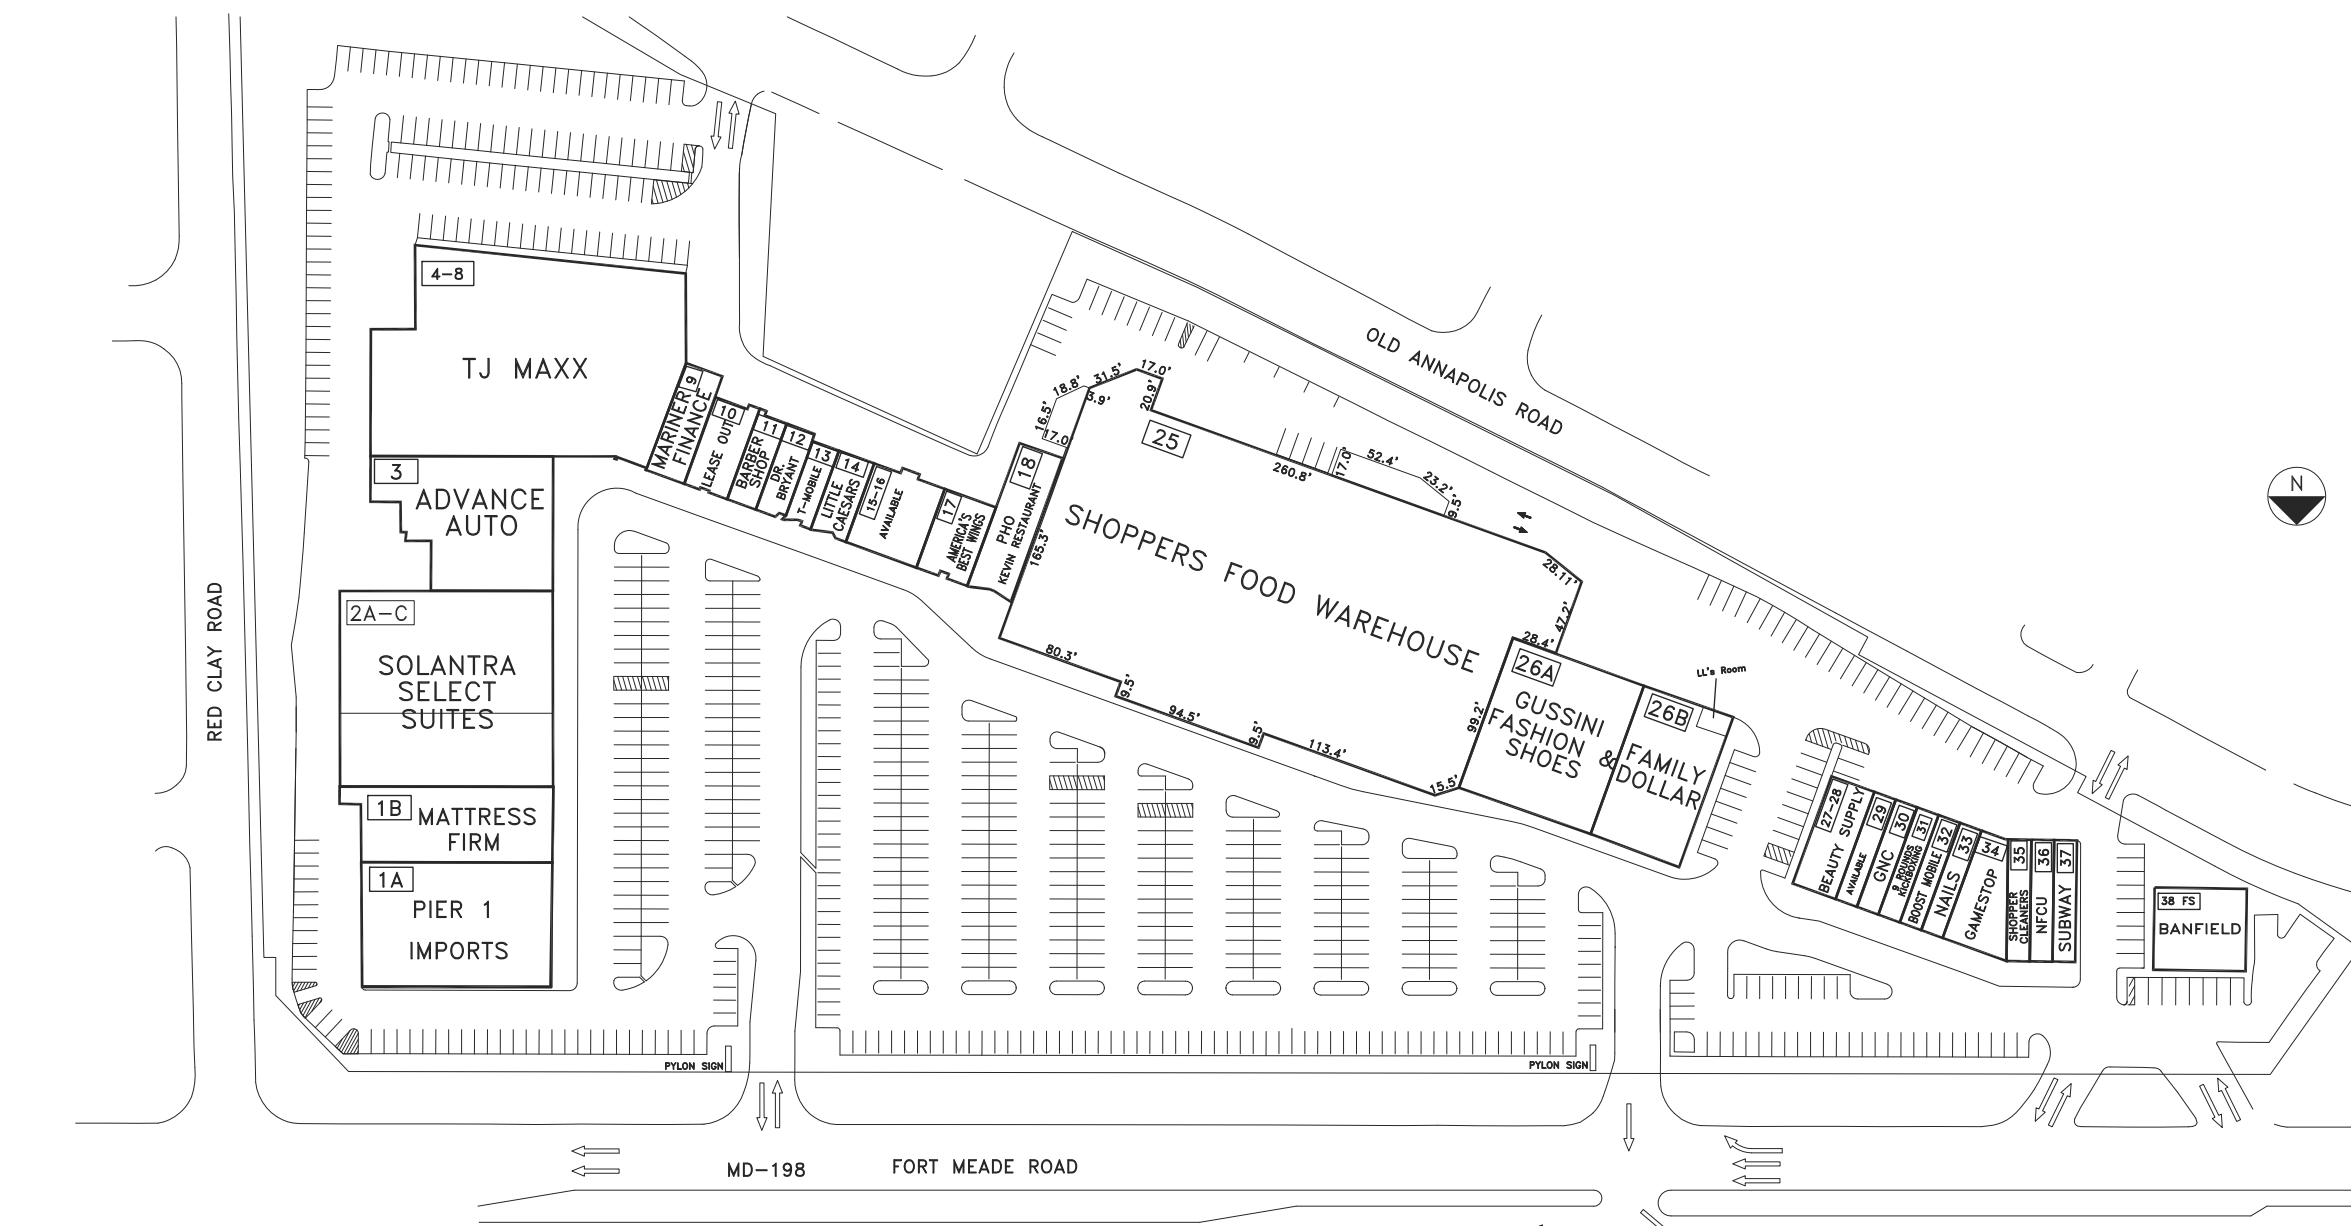 4-8
TJ MAXX
3
ADVANCE
AUTO
2A-C
SOLANTRA
SELECT
SUITES
1B
MATTRESS
FIRM
1A
PIER 1
IMPORTS
RED CLAY ROAD
9
MARINER
FINANCE
10
LEASE OUT
11
BARBER
SHOP
12
DR.
BRYANT
13
T-MOBILE
14
LITTLE
CAESARS
15-16
AVAILABLE
17
AMERICA'S
BEST WINGS
18
PHO
KEVIN RESTAURANT
165.3'
16.5'
18.8'
17.0
3.9'
31.5'
17.0'
20.9'
25
260.8'
17.0'
52.4'
23.2'
9.5'
28.11'
47.2'
28.4'
SHOPPERS FOOD WAREHOUSE
80.3'
9.5'
94.5'
9.5'
113.4'
15.5'
99.2'
26A
GUSSINI
FASHION
SHOES
&
26B
FAMILY
DOLLAR
LL's Room
OLD ANNAPOLIS ROAD
N
27-28
BEAUTY SUPPLY
AVAILABLE
29
GNC
30
9 ROUNDS
KICKBOXING
31
BOOST MOBILE
32
NAILS
33
34
GAMESTOP
35
SHOPPER
CLEANERS
36
NFCU
37
SUBWAY
38 FS
BANFIELD
PYLON SIGN
PYLON SIGN
MD-198
FORT MEADE ROAD